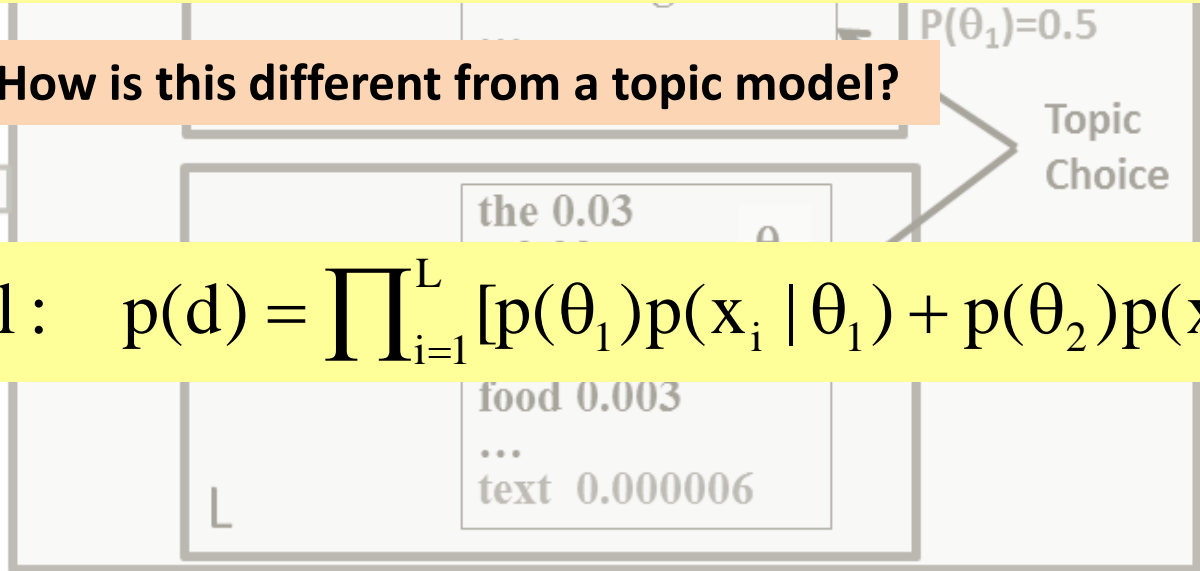 ...
P(θ₁)=0.5
How is this different from a topic model?
Topic
Choice
the 0.03
l : p(d) = ∏ᵢ₌₁ᴸ [p(θ₁)p(xᵢ | θ₁) + p(θ₂)p(x
food 0.003
...
text 0.000006
L